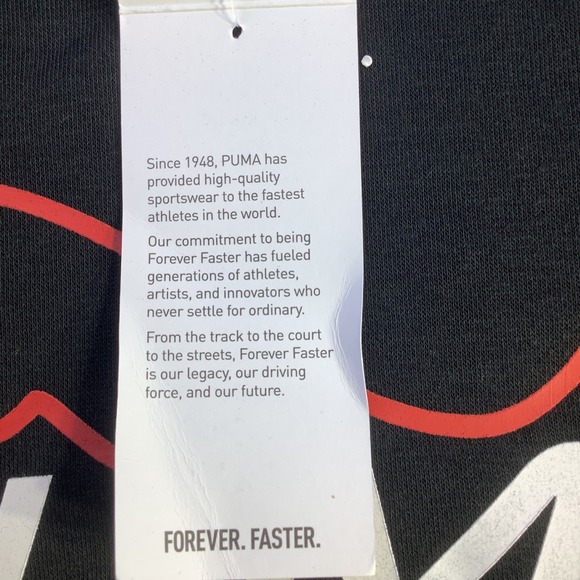 Since 1948, PUMA has
provided high-quality
sportswear to the fastest
athletes in the world.
Our commitment to being
Forever Faster has fueled
generations of athletes,
artists, and innovators who
never settle for ordinary.
From the track to the court
to the streets, Forever Faster
is our legacy, our driving
force, and our future.
FOREVER. FASTER.